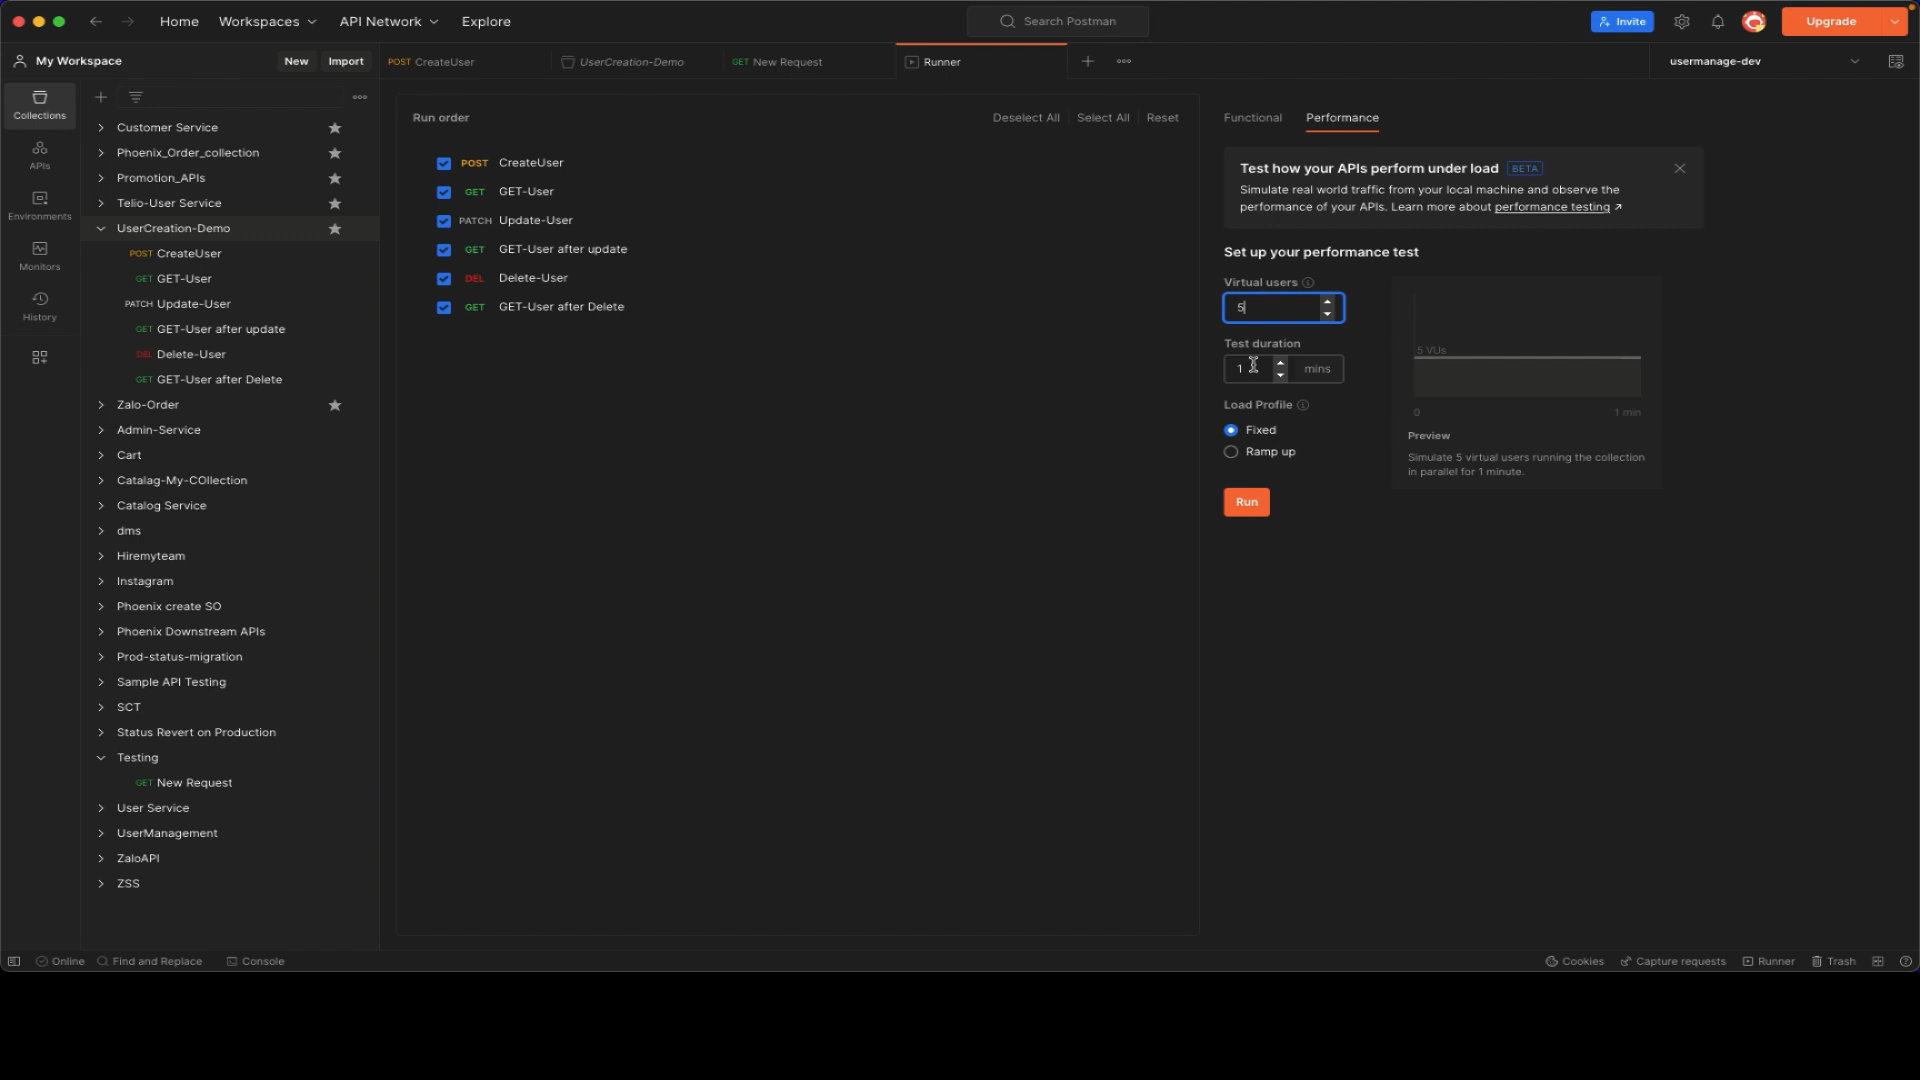 Home
Workspaces
API Network
Explore
Search Postman
Invite
Upgrade
My Workspace
New
Import
POST CreateUser
UserCreation-Demo
GET New Request
Runner
usermanage-dev
Collections
APIs
Environments
Monitors
History
Customer Service
Phoenix_Order_collection
Promotion_APIs
Telio-User Service
UserCreation-Demo
POST CreateUser
GET GET-User
PATCH Update-User
GET GET-User after update
DEL Delete-User
GET GET-User after Delete
Zalo-Order
Admin-Service
Cart
Catalag-My-COllection
Catalog Service
dms
Hiremyteam
Instagram
Phoenix create SO
Phoenix Downstream APIs
Prod-status-migration
Sample API Testing
SCT
Status Revert on Production
Testing
GET New Request
User Service
UserManagement
ZaloAPI
ZSS
Run order
Deselect All
Select All
Reset
POST CreateUser
GET GET-User
PATCH Update-User
GET GET-User after update
DEL Delete-User
GET GET-User after Delete
Functional
Performance
Test how your APIs perform under load BETA
Simulate real world traffic from your local machine and observe the
performance of your APIs. Learn more about performance testing ↗
Set up your performance test
Virtual users
5
Test duration
1 mins
Load Profile
Fixed
Ramp up
Run
5 VUs
0 1 min
Preview
Simulate 5 virtual users running the collection
in parallel for 1 minute.
Online
Find and Replace
Console
Cookies
Capture requests
Runner
Trash